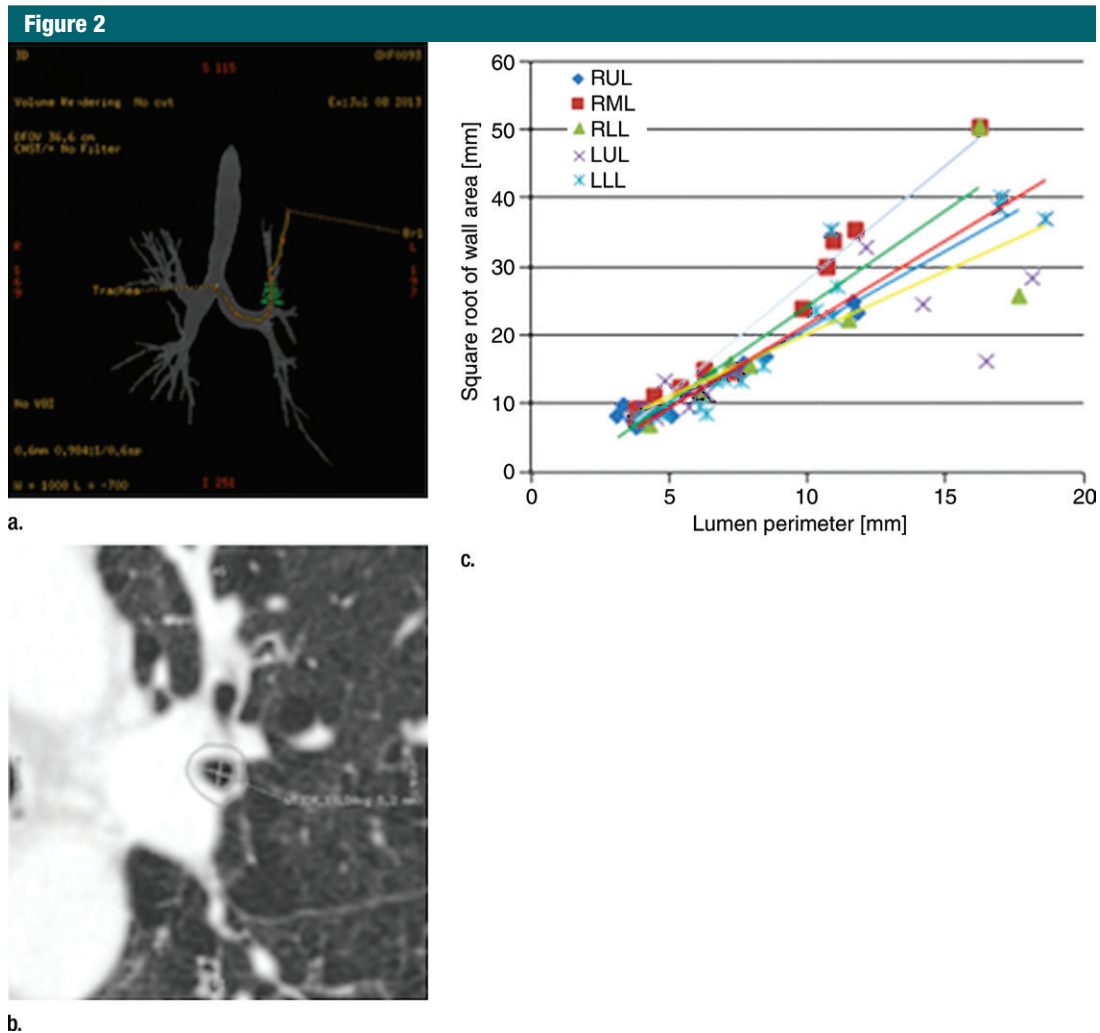 Figure 2
3D
S 115
Volume Rendering No cut
DFOV 36.6 cm
No Filter
R
L
Trachea
No VOI
W = 1000 L = -700
I 256
a.
b.
60
50
40
30
20
10
0
Square root of wall area [mm]
RUL
RML
RLL
LUL
LLL
0 5 10 15 20
Lumen perimeter [mm]
c.